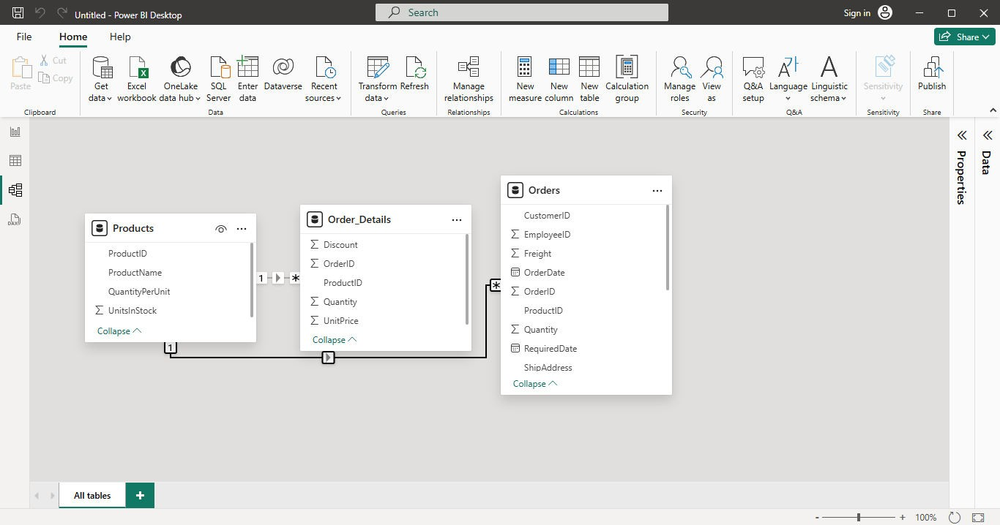 Untitled - Power BI Desktop
Search
Sign in
File
Home
Help
Share
Paste
Cut
Copy
Get data
Excel workbook
OneLake data hub
SQL Server
Enter data
Dataverse
Recent sources
Transform data
Refresh
Manage relationships
New measure
New column
New table
Calculation group
Manage roles
View as
Q&A setup
Language
Linguistic schema
Sensitivity
Publish
Clipboard
Data
Queries
Relationships
Calculations
Security
Q&A
Sensitivity
Share
DAX
Products
ProductID
ProductName
QuantityPerUnit
UnitsInStock
Collapse
1
*
1
Order_Details
Discount
OrderID
ProductID
Quantity
UnitPrice
Collapse
*
Orders
CustomerID
EmployeeID
Freight
OrderDate
OrderID
ProductID
Quantity
RequiredDate
ShipAddress
Collapse
Properties
Data
All tables
+
- + 100%